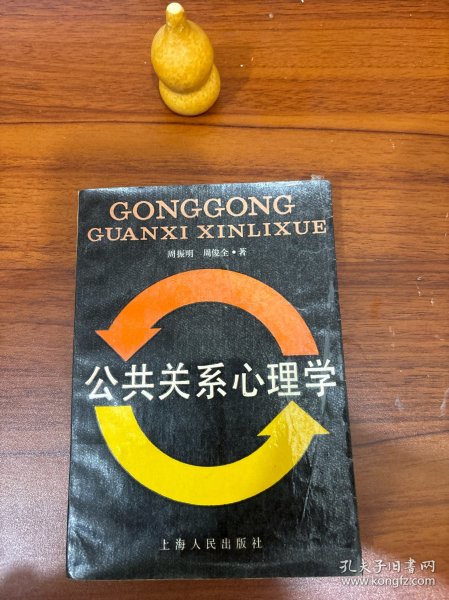 GONGGONG
GUANXI XINLIXUE
周振明 周俊全·著
公共关系心理学
上海人民出版社
孔夫子旧书网
www.kongfz.com